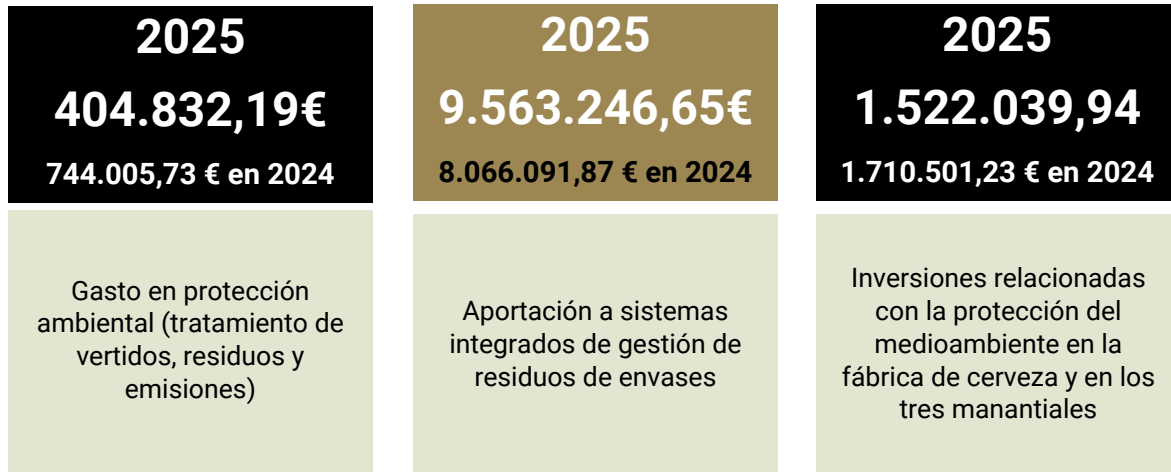 2025
404.832,19€
744.005,73 € en 2024
Gasto en protección
ambiental (tratamiento de
vertidos, residuos y
emisiones)
2025
9.563.246,65€
8.066.091,87 € en 2024
Aportación a sistemas
integrados de gestión de
residuos de envases
2025
1.522.039,94
1.710.501,23 € en 2024
Inversiones relacionadas
con la protección del
medioambiente en la
fábrica de cerveza y en los
tres manantiales